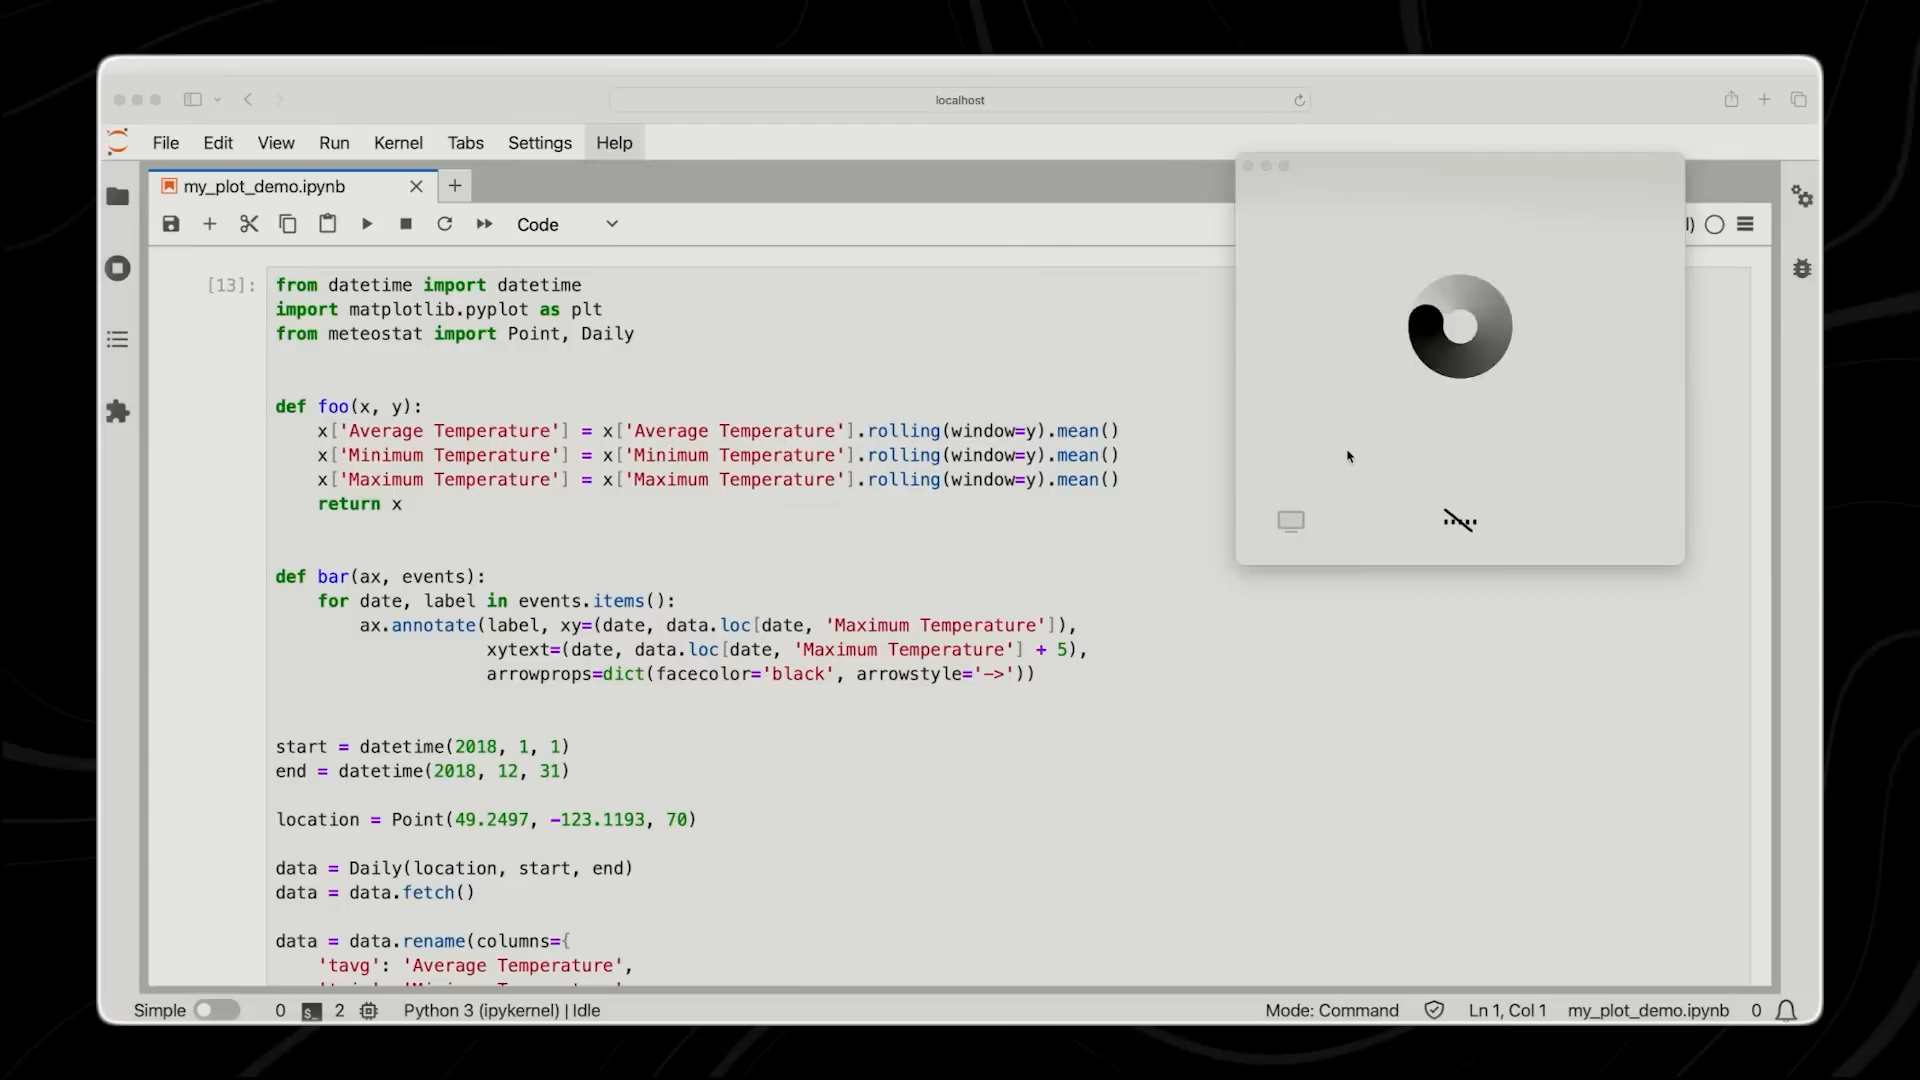 localhost
File Edit View Run Kernel Tabs Settings Help
my_plot_demo.ipynb
Code
[13]:
from datetime import datetime
import matplotlib.pyplot as plt
from meteostat import Point, Daily
def foo(x, y):
x['Average Temperature'] = x['Average Temperature'].rolling(window=y).mean()
x['Minimum Temperature'] = x['Minimum Temperature'].rolling(window=y).mean()
x['Maximum Temperature'] = x['Maximum Temperature'].rolling(window=y).mean()
return x
def bar(ax, events):
for date, label in events.items():
ax.annotate(label, xy=(date, data.loc[date, 'Maximum Temperature']),
xytext=(date, data.loc[date, 'Maximum Temperature'] + 5),
arrowprops=dict(facecolor='black', arrowstyle='->'))
start = datetime(2018, 1, 1)
end = datetime(2018, 12, 31)
location = Point(49.2497, -123.1193, 70)
data = Daily(location, start, end)
data = data.fetch()
data = data.rename(columns={
'tavg': 'Average Temperature',
Simple 0 $_ 2 Python 3 (ipykernel) | Idle Mode: Command Ln 1, Col 1 my_plot_demo.ipynb 0